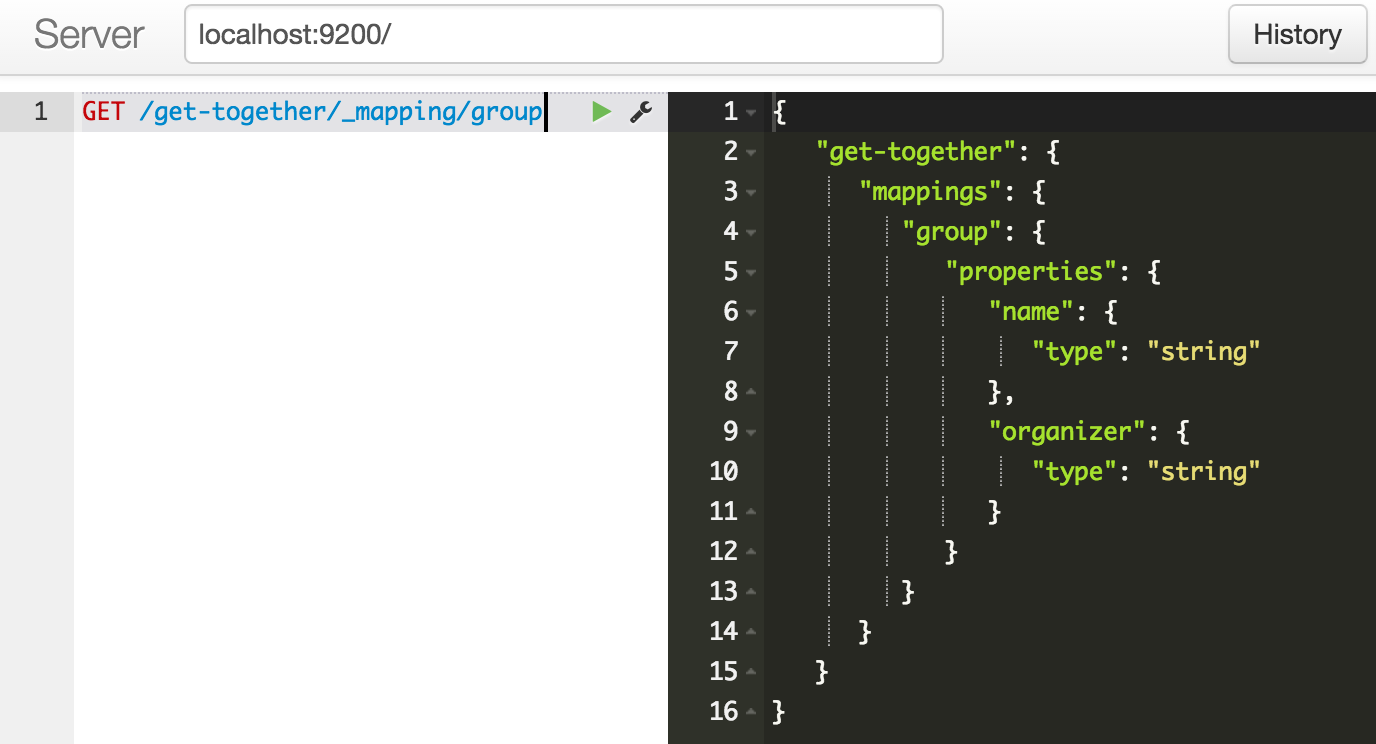 Server localhost:9200/ History
1 GET /get-together/_mapping/group
1 {
2 "get-together": {
3 "mappings": {
4 "group": {
5 "properties": {
6 "name": {
7 "type": "string"
8 },
9 "organizer": {
10 "type": "string"
11 }
12 }
13 }
14 }
15 }
16 }